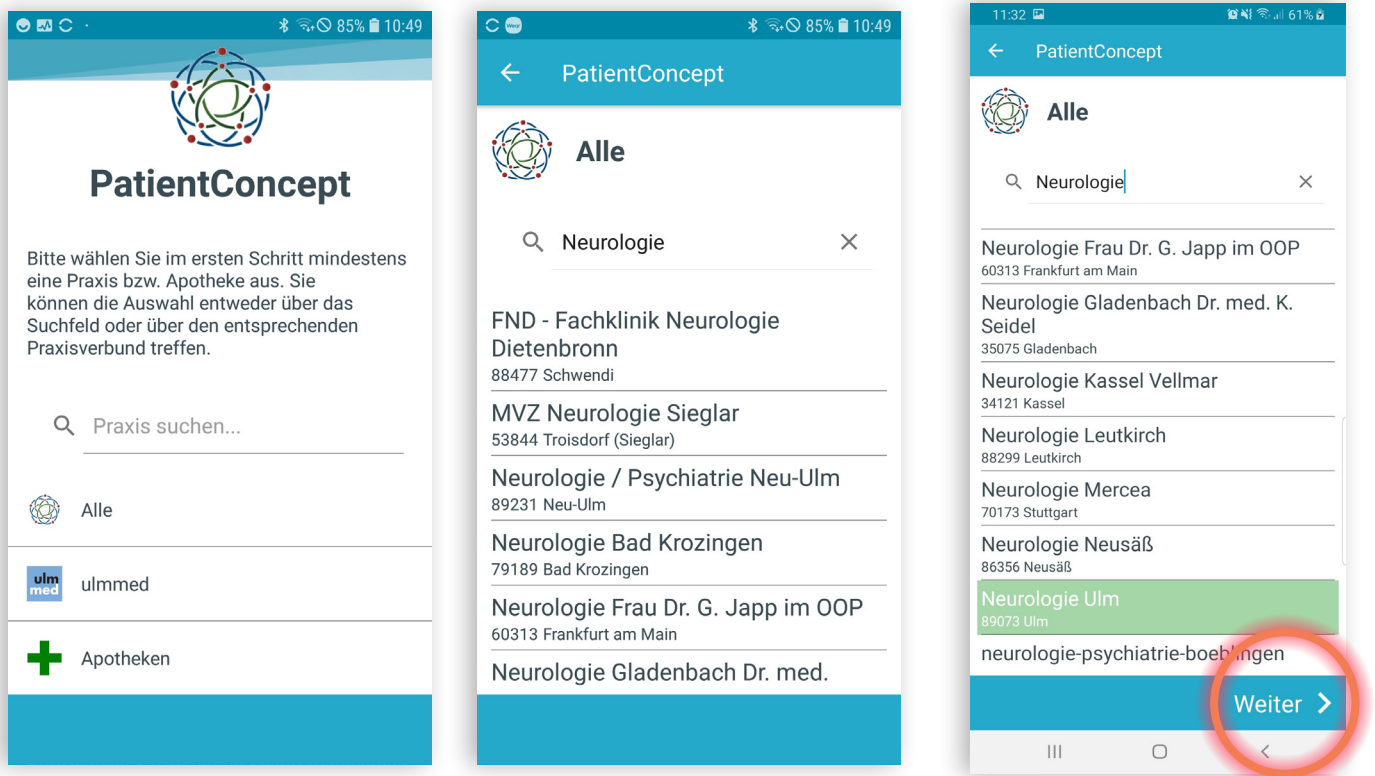 85% 10:49
PatientConcept
Bitte wählen Sie im ersten Schritt mindestens
eine Praxis bzw. Apotheke aus. Sie
können die Auswahl entweder über das
Suchfeld oder über den entsprechenden
Praxisverbund treffen.
Praxis suchen...
Alle
ulm
med
ulmmed
Apotheken
Wear
85% 10:49
PatientConcept
Alle
Neurologie
FND - Fachklinik Neurologie
Dietenbronn
88477 Schwendi
MVZ Neurologie Sieglar
53844 Troisdorf (Sieglar)
Neurologie / Psychiatrie Neu-Ulm
89231 Neu-Ulm
Neurologie Bad Krozingen
79189 Bad Krozingen
Neurologie Frau Dr. G. Japp im OOP
60313 Frankfurt am Main
Neurologie Gladenbach Dr. med.
11:32 61%
PatientConcept
Alle
Neurologie
Neurologie Frau Dr. G. Japp im OOP
60313 Frankfurt am Main
Neurologie Gladenbach Dr. med. K.
Seidel
35075 Gladenbach
Neurologie Kassel Vellmar
34121 Kassel
Neurologie Leutkirch
88299 Leutkirch
Neurologie Mercea
70173 Stuttgart
Neurologie Neusäß
86356 Neusäß
Neurologie Ulm
89073 Ulm
neurologie-psychiatrie-boeblingen
Weiter